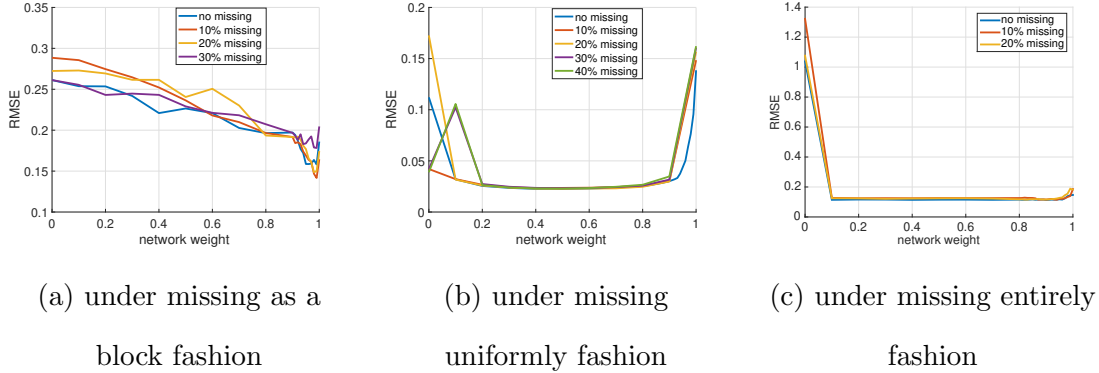 0.35
0.3
0.25
0.2
0.15
0.1
RMSE
0
0.2
0.4
0.6
0.8
1
network weight
no missing
10% missing
20% missing
30% missing
0.2
0.15
0.1
0.05
0
RMSE
0
0.2
0.4
0.6
0.8
1
network weight
no missing
10% missing
20% missing
30% missing
40% missing
1.4
1.2
1
0.8
0.6
0.4
0.2
0
RMSE
0
0.2
0.4
0.6
0.8
1
network weight
no missing
10% missing
20% missing
(a) under missing as a
block fashion
(b) under missing
uniformly fashion
(c) under missing entirely
fashion